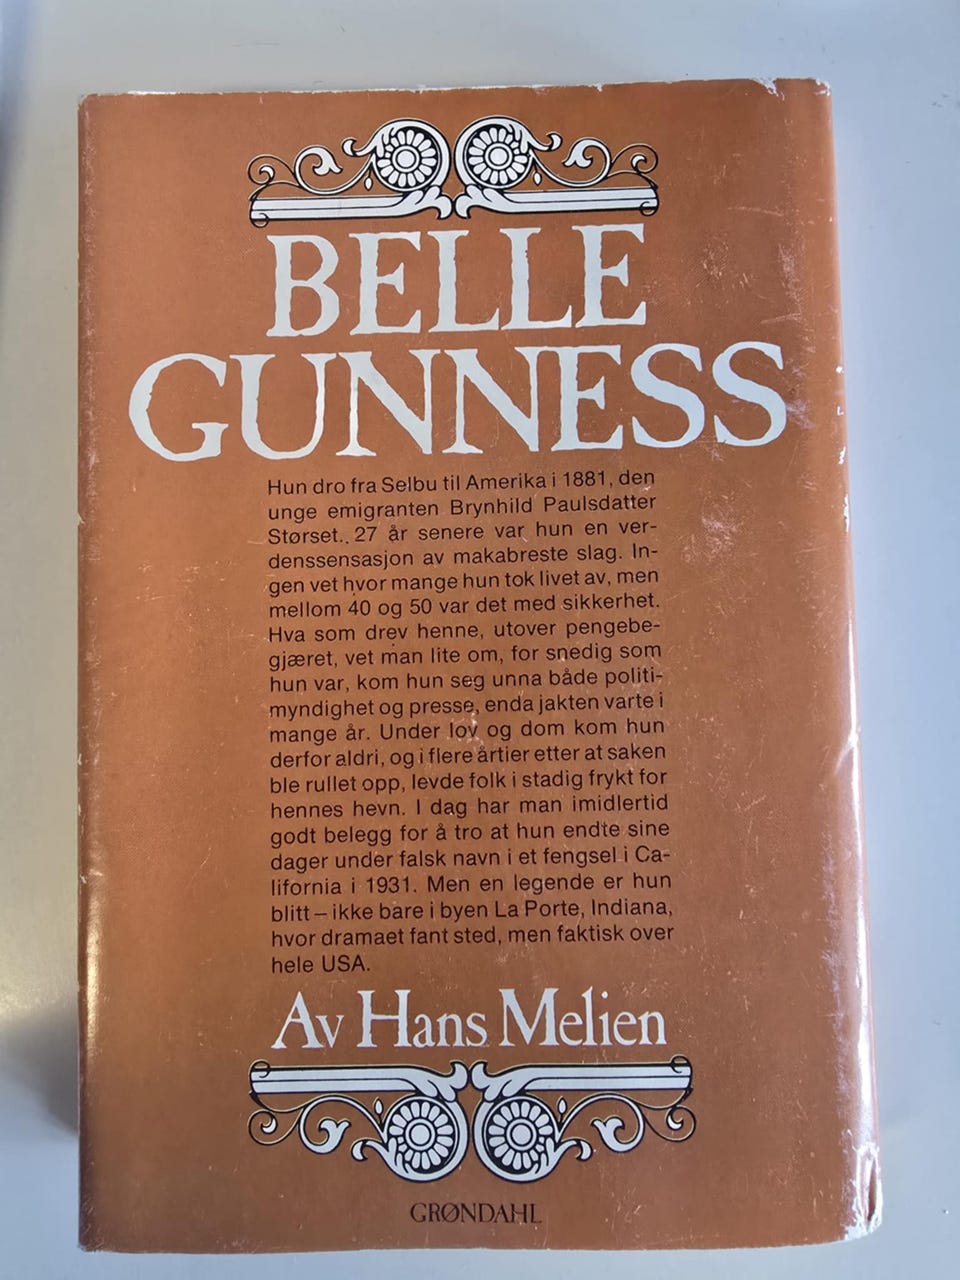 BELLE
GUNNESS
Hun dro fra Selbu til Amerika i 1881, den
unge emigranten Brynhild Paulsdatter
Størset. 27 år senere var hun en ver-
denssensasjon av makabreste slag. In-
gen vet hvor mange hun tok livet av, men
mellom 40 og 50 var det med sikkerhet.
Hva som drev henne, utover pengebe-
gjæret, vet man lite om, for snedig som
hun var, kom hun seg unna både politi-
myndighet og presse, enda jakten varte i
mange år. Under lov og dom kom hun
derfor aldri, og i flere årtier etter at saken
ble rullet opp, levde folk i stadig frykt for
hennes hevn. I dag har man imidlertid
godt belegg for å tro at hun endte sine
dager under falsk navn i et fengsel i Ca-
lifornia i 1931. Men en legende er hun
blitt – ikke bare i byen La Porte, Indiana,
hvor dramaet fant sted, men faktisk over
hele USA.
Av Hans Melien
GRØNDAHL